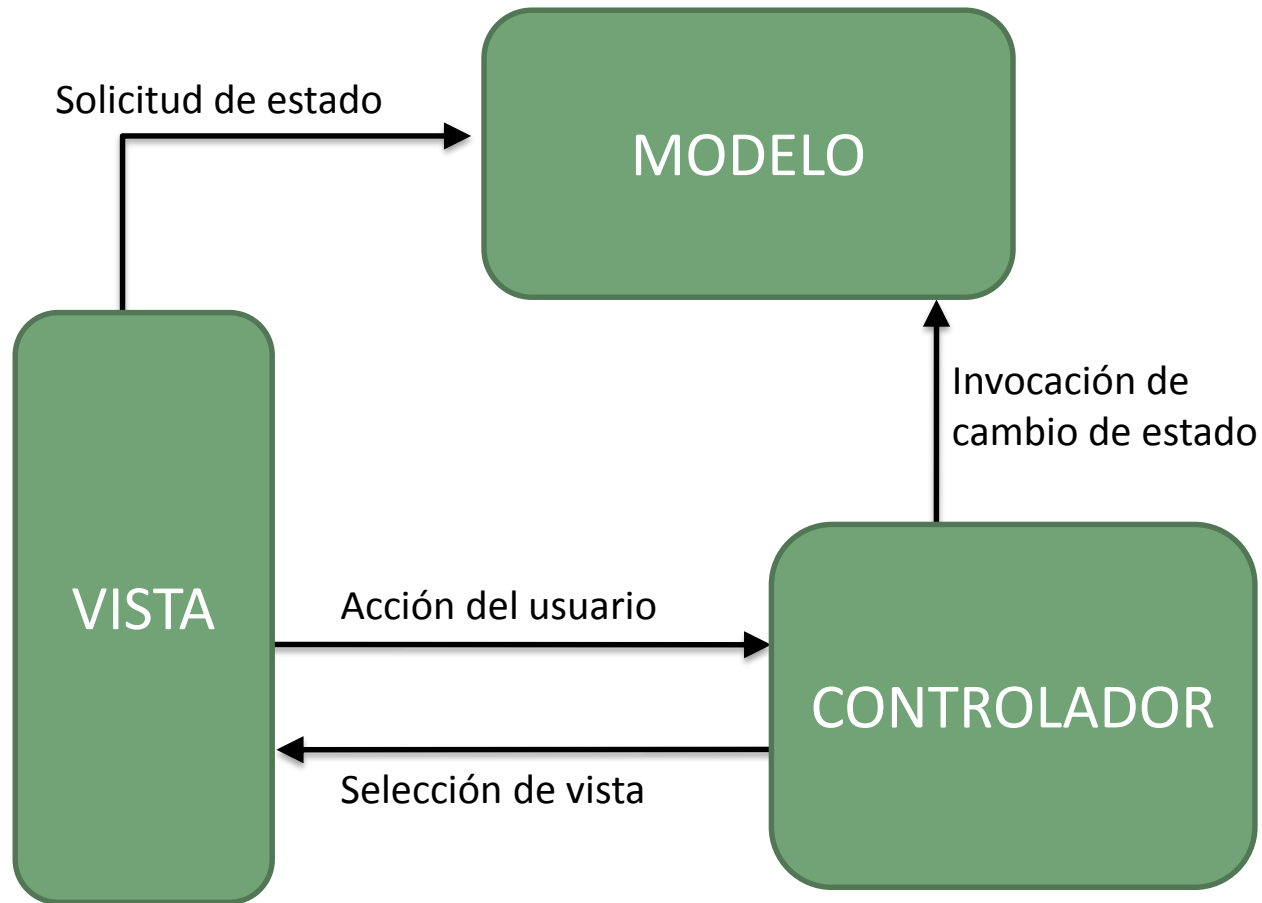 Solicitud de estado
MODELO
Invocación de
cambio de estado
VISTA
Acción del usuario
CONTROLADOR
Selección de vista